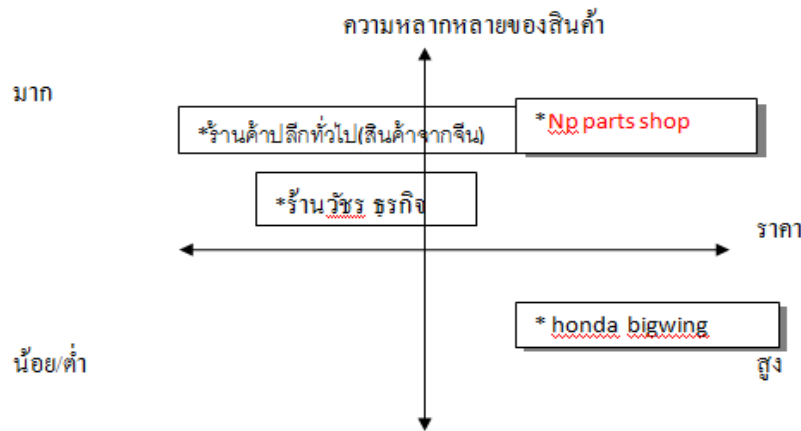 ความหลากหลายของสินค้า
มาก
*ร้านค้าปลีกทั่วไป(สินค้าจากจีน)
*Np parts shop
*ร้านวัชร ธุรกิจ
ราคา
* honda bigwing
น้อย/ต่ำ
สูง